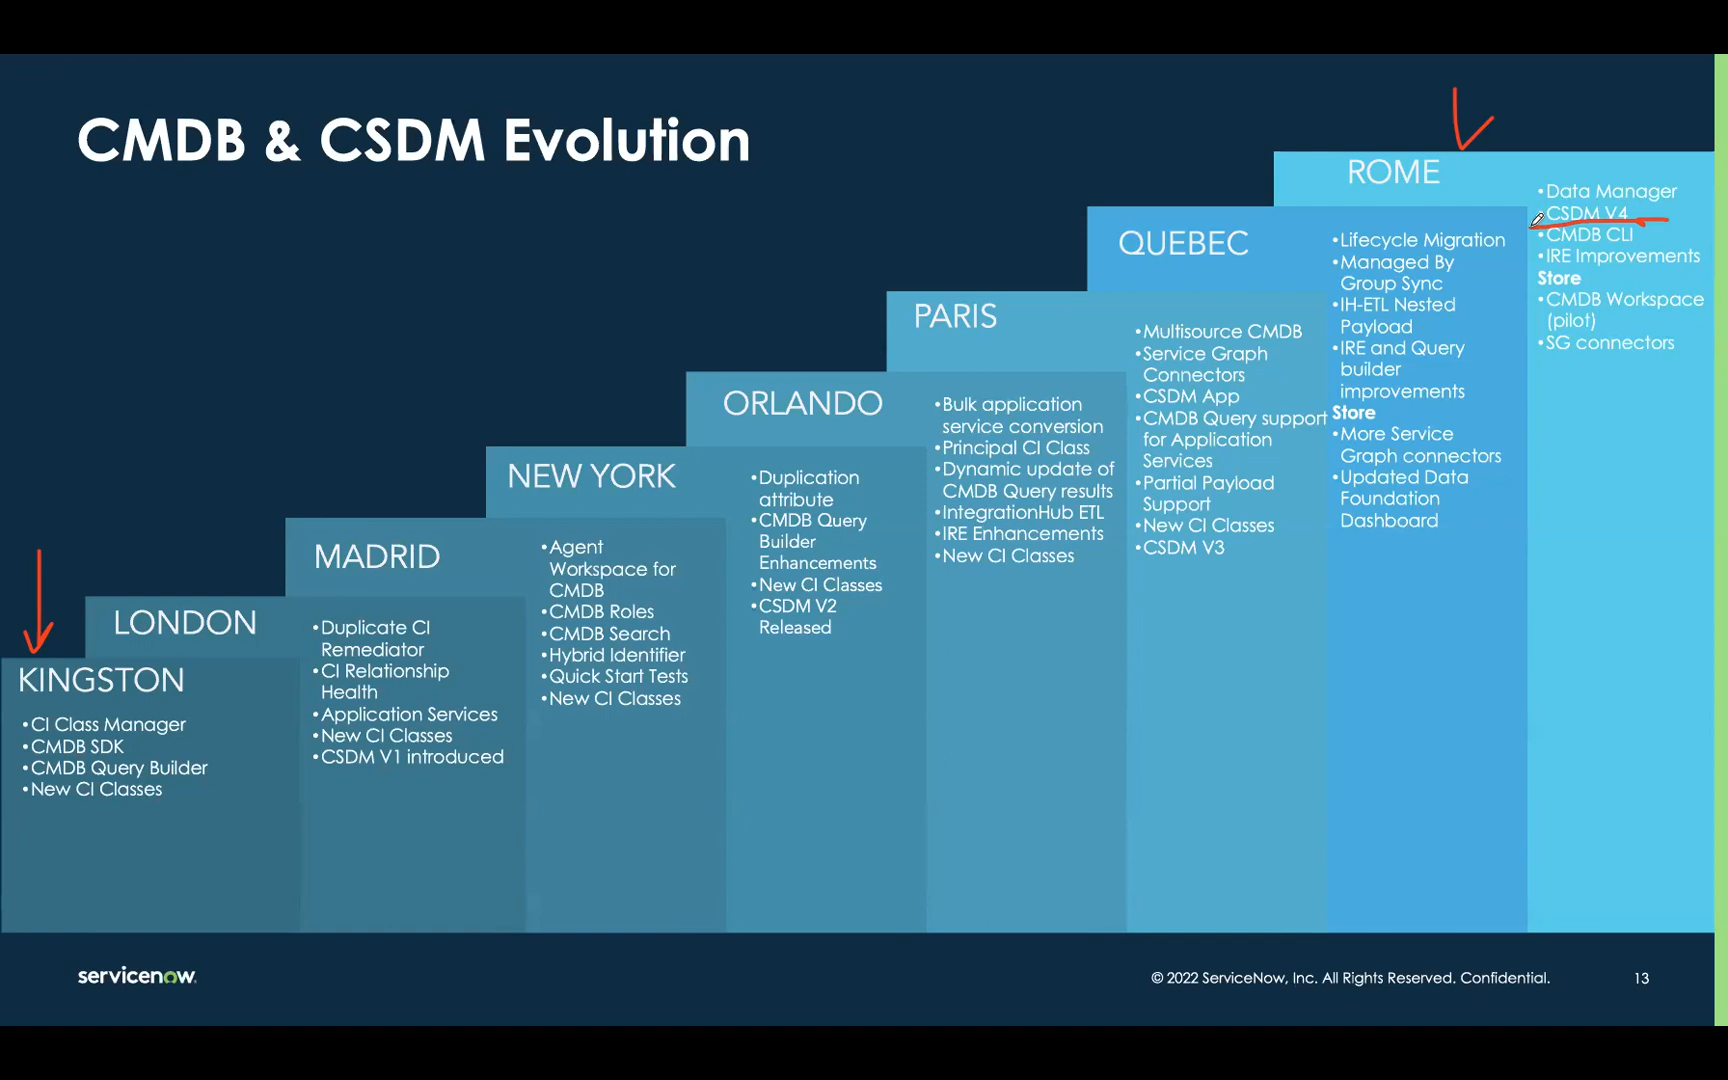 CMDB & CSDM Evolution
KINGSTON
•CI Class Manager
•CMDB SDK
•CMDB Query Builder
•New CI Classes
LONDON
•Duplicate CI
Remediator
•CI Relationship
Health
•Application Services
•New CI Classes
•CSDM V1 introduced
MADRID
•Agent
Workspace for
CMDB
•CMDB Roles
•CMDB Search
•Hybrid Identifier
•Quick Start Tests
•New CI Classes
NEW YORK
•Duplication
attribute
•CMDB Query
Builder
Enhancements
•New CI Classes
•CSDM V2
Released
ORLANDO
•Bulk application
service conversion
•Principal CI Class
•Dynamic update of
CMDB Query results
•IntegrationHub ETL
•IRE Enhancements
•New CI Classes
PARIS
•Multisource CMDB
•Service Graph
Connectors
•CSDM App
•CMDB Query support
for Application
Services
•Partial Payload
Support
•New CI Classes
•CSDM V3
QUEBEC
•Lifecycle Migration
•Managed By
Group Sync
•IH-ETL Nested
Payload
•IRE and Query
builder
improvements
Store
•More Service
Graph connectors
•Updated Data
Foundation
Dashboard
ROME
•Data Manager
•CSDM V4
•CMDB CLI
•IRE Improvements
Store
•CMDB Workspace
(pilot)
•SG connectors
servicenow
© 2022 ServiceNow, Inc. All Rights Reserved. Confidential.
13